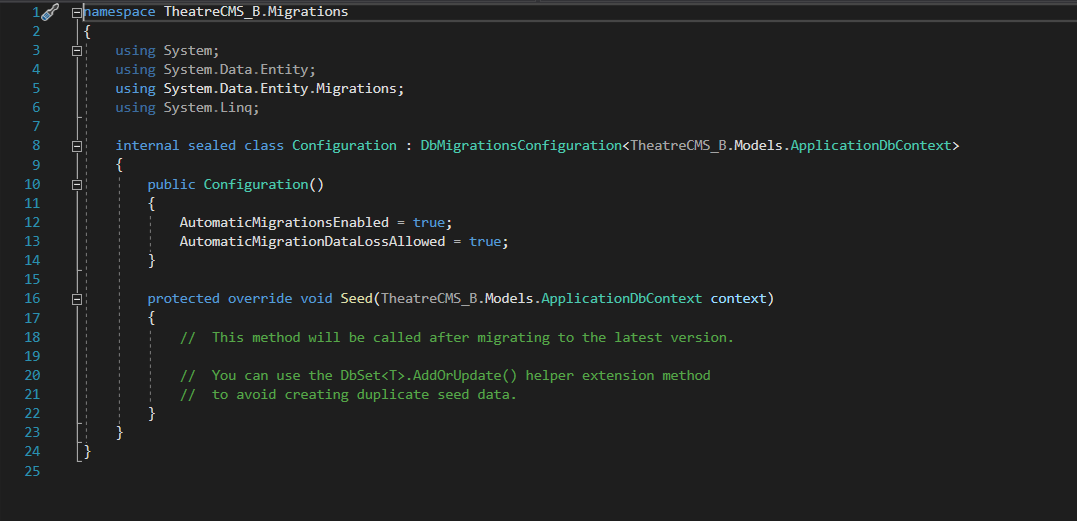 1 namespace TheatreCMS_B.Migrations
2 {
3     using System;
4     using System.Data.Entity;
5     using System.Data.Entity.Migrations;
6     using System.Linq;
7
8     internal sealed class Configuration : DbMigrationsConfiguration<TheatreCMS_B.Models.ApplicationDbContext>
9     {
10         public Configuration()
11         {
12             AutomaticMigrationsEnabled = true;
13             AutomaticMigrationDataLossAllowed = true;
14         }
15
16         protected override void Seed(TheatreCMS_B.Models.ApplicationDbContext context)
17         {
18             //  This method will be called after migrating to the latest version.
19
20             //  You can use the DbSet<T>.AddOrUpdate() helper extension method
21             //  to avoid creating duplicate seed data.
22         }
23     }
24 }
25